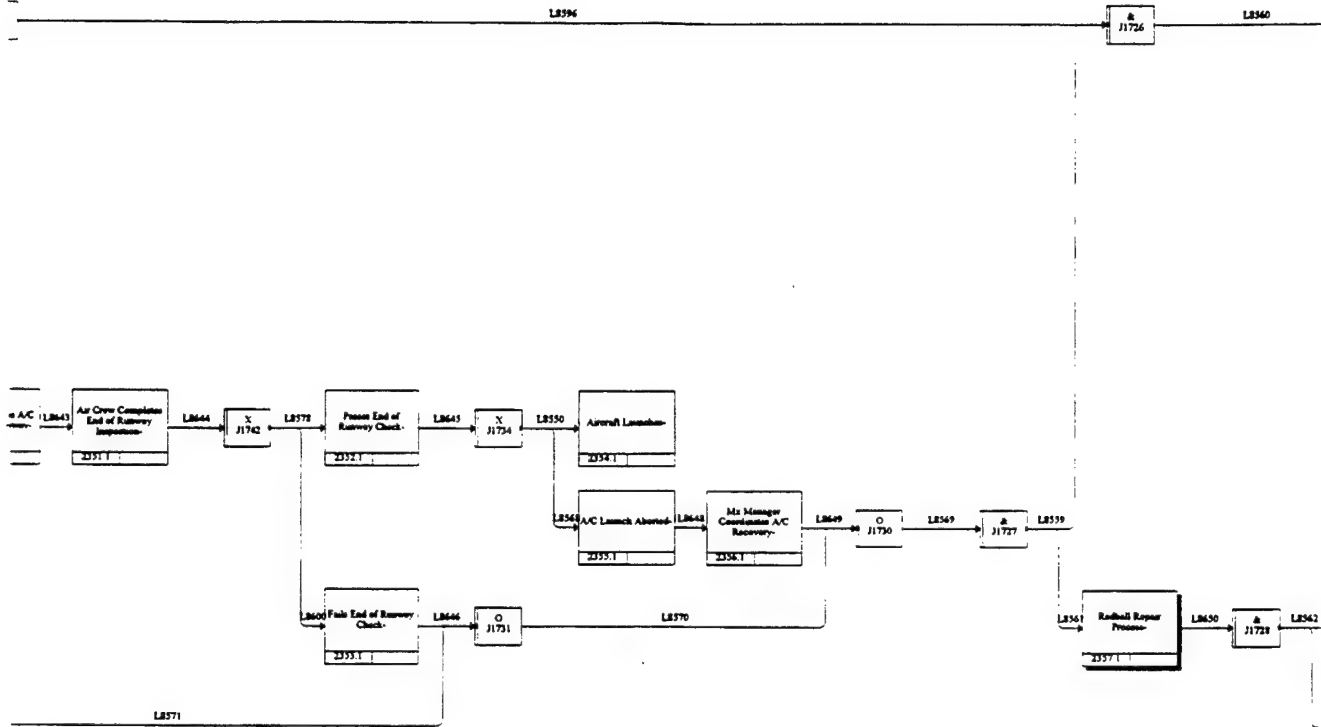 L8596
&
J1726
L8560
e A/C
L8643
Air Crew Completes
End of Runway
Inspection-
2351.1
L8644
X
J1742
L8578
Passes End of
Runway Check-
2352.1
L8645
X
J1734
L8550
Aircraft Launches-
2354.1
L8568
A/C Launch Aborted-
2355.1
L8648
Mx Manager
Coordinates A/C
Recovery-
2356.1
L8649
O
J1730
L8569
&
J1727
L8559
L8600
Fails End of Runway
Check-
2353.1
L8646
O
J1731
L8570
L8561
Redball Repair
Process-
2357.1
L8650
&
J1728
L8562
L8571